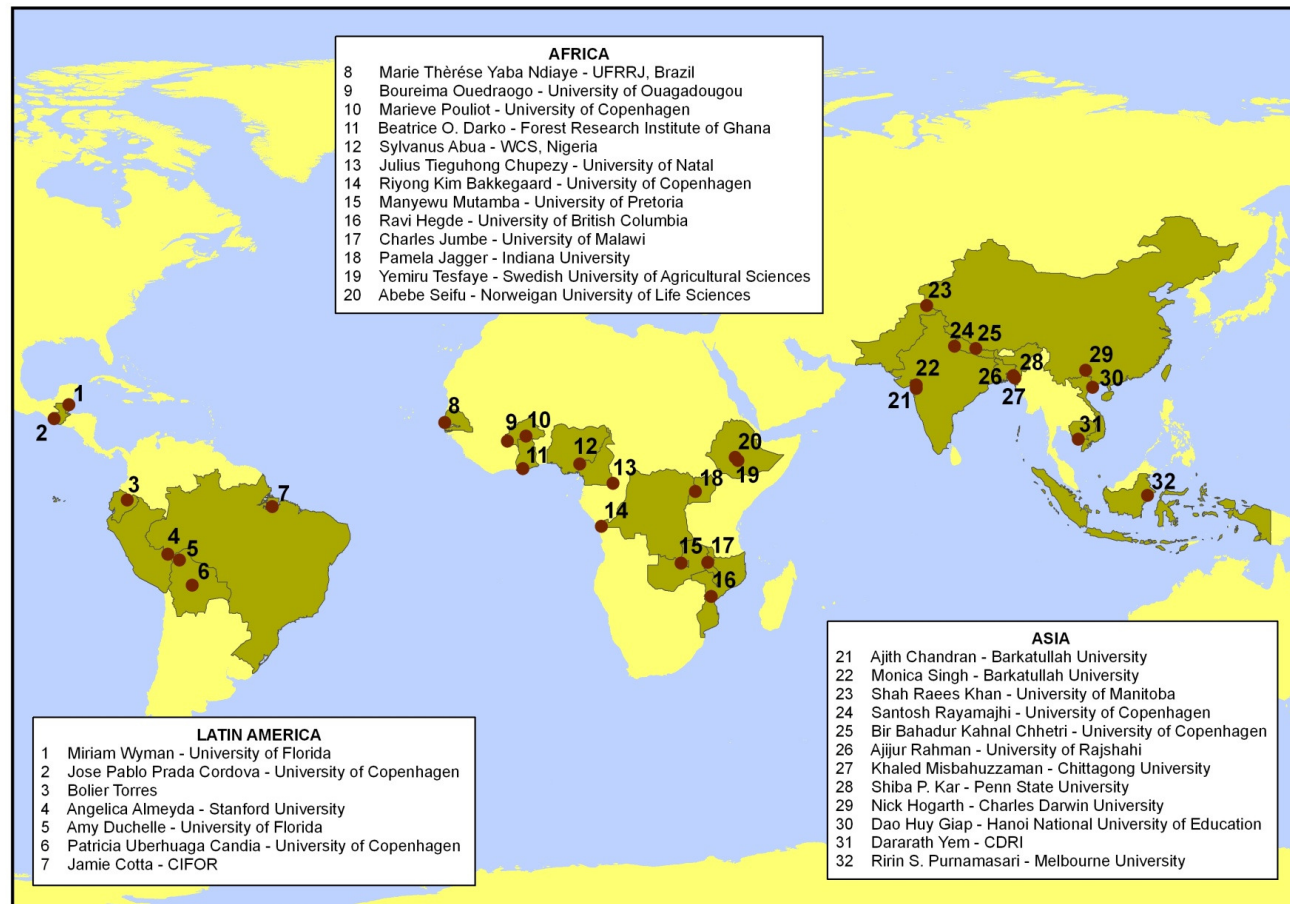 AFRICA
8 Marie Thèrése Yaba Ndiaye - UFRRJ, Brazil
9 Boureima Ouedraogo - University of Ouagadougou
10 Marieve Pouliot - University of Copenhagen
11 Beatrice O. Darko - Forest Research Institute of Ghana
12 Sylvanus Abua - WCS, Nigeria
13 Julius Tieguhong Chupezy - University of Natal
14 Riyong Kim Bakkegaard - University of Copenhagen
15 Manyewu Mutamba - University of Pretoria
16 Ravi Hegde - University of British Columbia
17 Charles Jumbe - University of Malawi
18 Pamela Jagger - Indiana University
19 Yemiru Tesfaye - Swedish University of Agricultural Sciences
20 Abebe Seifu - Norweigan University of Life Sciences
23
24 25
29
28
22
26
30
27
21
1
2
8
10
9
31
20
12
11
13
19
18
32
3
7
14
4
5
15 17
6
16
LATIN AMERICA
1 Miriam Wyman - University of Florida
2 Jose Pablo Prada Cordova - University of Copenhagen
3 Bolier Torres
4 Angelica Almeyda - Stanford University
5 Amy Duchelle - University of Florida
6 Patricia Uberhuaga Candia - University of Copenhagen
7 Jamie Cotta - CIFOR
ASIA
21 Ajith Chandran - Barkatullah University
22 Monica Singh - Barkatullah University
23 Shah Raees Khan - University of Manitoba
24 Santosh Rayamajhi - University of Copenhagen
25 Bir Bahadur Kahnal Chhetri - University of Copenhagen
26 Ajijur Rahman - University of Rajshahi
27 Khaled Misbahuzzaman - Chittagong University
28 Shiba P. Kar - Penn State University
29 Nick Hogarth - Charles Darwin University
30 Dao Huy Giap - Hanoi National University of Education
31 Dararath Yem - CDRI
32 Ririn S. Purnamasari - Melbourne University